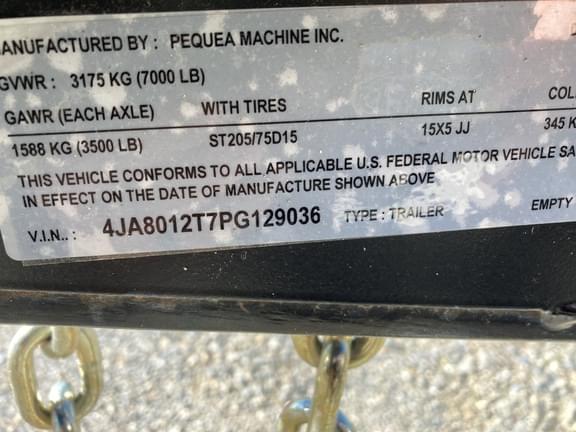 MANUFACTURED BY : PEQUEA MACHINE INC.
GVWR : 3175 KG (7000 LB)
GAWR (EACH AXLE) WITH TIRES RIMS AT COL
1588 KG (3500 LB) ST205/75D15 15X5 JJ 345 K
THIS VEHICLE CONFORMS TO ALL APPLICABLE U.S. FEDERAL MOTOR VEHICLE SA
IN EFFECT ON THE DATE OF MANUFACTURE SHOWN ABOVE
V.I.N.. : 4JA8012T7PG129036 TYPE : TRAILER EMPTY